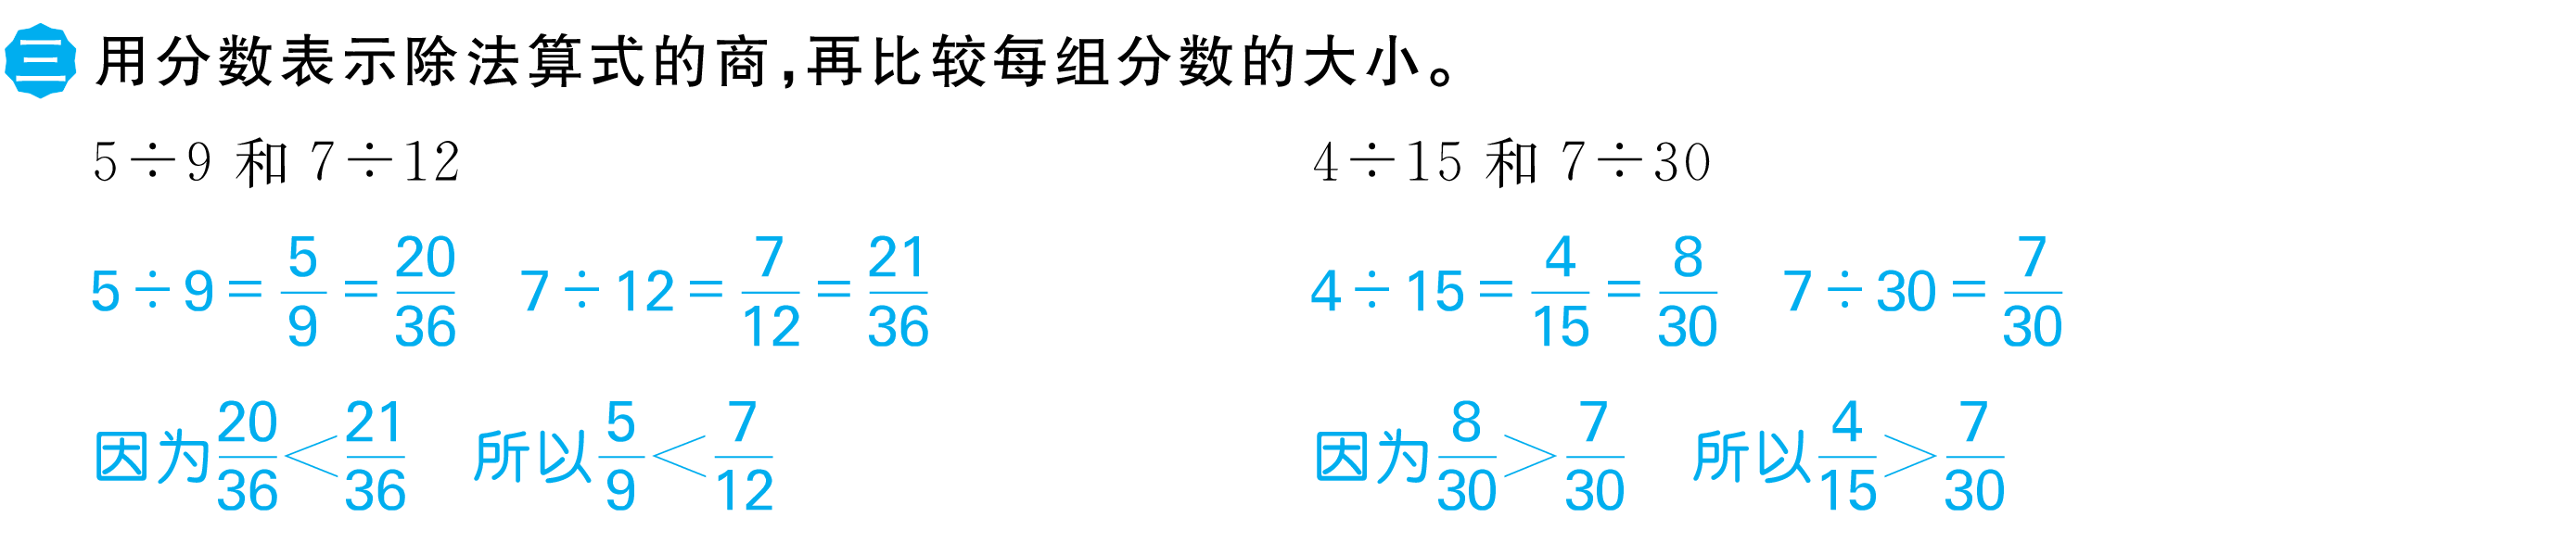 三 用分数表示除法算式的商,再比较每组分数的大小。
5÷9 和 7÷12
4÷15 和 7÷30
5÷9=5/9=20/36 7÷12=7/12=21/36
4÷15=4/15=8/30 7÷30=7/30
因为20/36<21/36 所以5/9<7/12
因为8/30>7/30 所以4/15>7/30